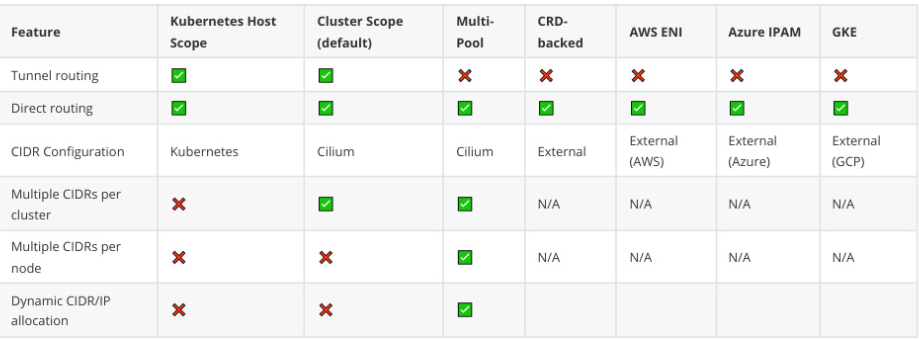 Feature Kubernetes Host Scope Cluster Scope (default) Multi-Pool CRD-backed AWS ENI Azure IPAM GKE
Tunnel routing ✅ ✅ ❌ ❌ ❌ ❌ ❌
Direct routing ✅ ✅ ✅ ✅ ✅ ✅ ✅
CIDR Configuration Kubernetes Cilium Cilium External External (AWS) External (Azure) External (GCP)
Multiple CIDRs per cluster ❌ ✅ ✅ N/A N/A N/A N/A
Multiple CIDRs per node ❌ ❌ ✅ N/A N/A N/A N/A
Dynamic CIDR/IP allocation ❌ ❌ ✅